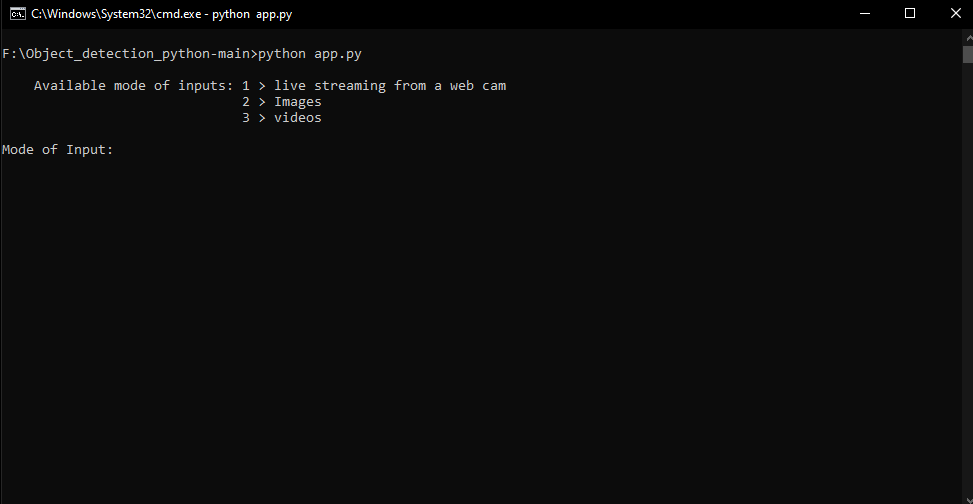 C:\Windows\System32\cmd.exe - python  app.py
F:\Object_detection_python-main>python app.py
Available mode of inputs: 1 > live streaming from a web cam
2 > Images
3 > videos
Mode of Input: